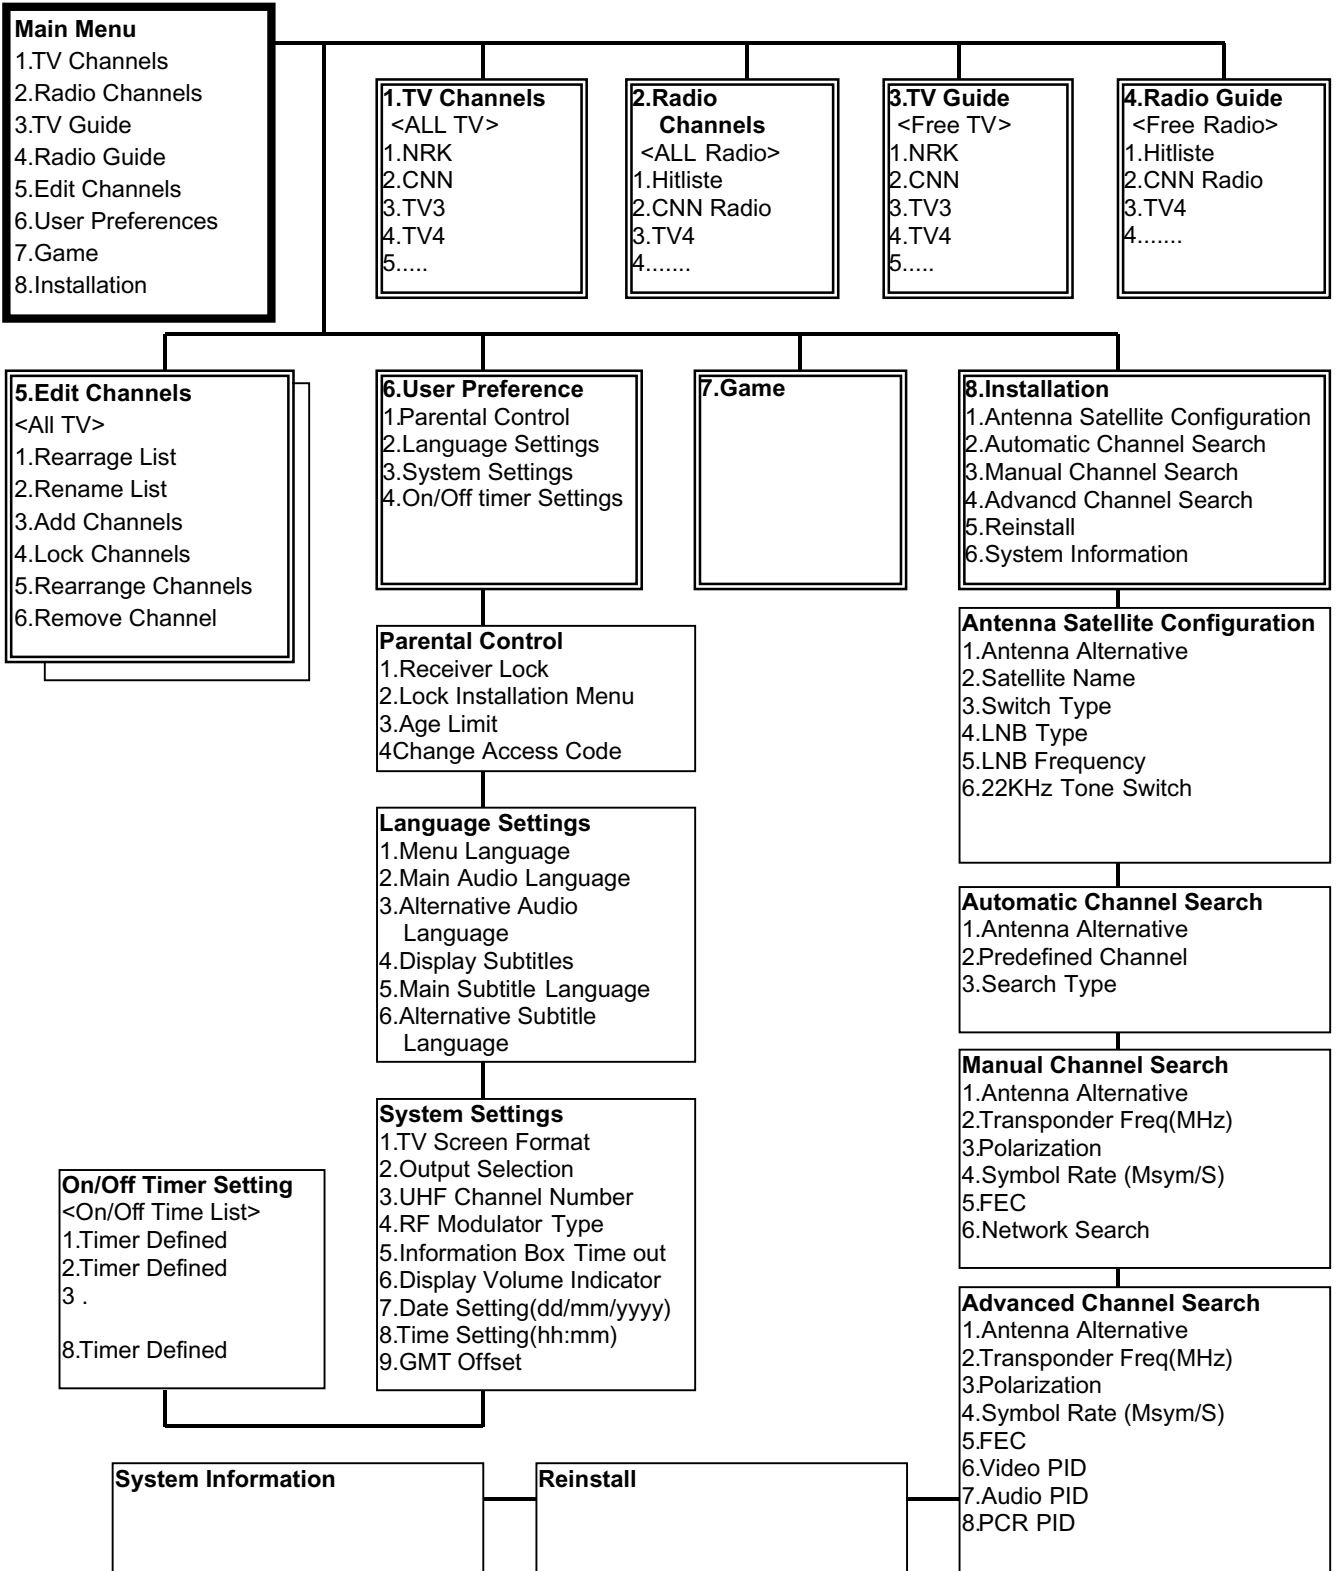 Main Menu
1.TV Channels
2.Radio Channels
3.TV Guide
4.Radio Guide
5.Edit Channels
6.User Preferences
7.Game
8.Installation
1.TV Channels
<ALL TV>
1.NRK
2.CNN
3.TV3
4.TV4
5.....
2.Radio
Channels
<ALL Radio>
1.Hitliste
2.CNN Radio
3.TV4
4.......
3.TV Guide
<Free TV>
1.NRK
2.CNN
3.TV3
4.TV4
5.....
4.Radio Guide
<Free Radio>
1.Hitliste
2.CNN Radio
3.TV4
4.......
5.Edit Channels
<All TV>
1.Rearrage List
2.Rename List
3.Add Channels
4.Lock Channels
5.Rearrange Channels
6.Remove Channel
6.User Preference
1.Parental Control
2.Language Settings
3.System Settings
4.On/Off timer Settings
7.Game
8.Installation
1.Antenna Satellite Configuration
2.Automatic Channel Search
3.Manual Channel Search
4.Advancd Channel Search
5.Reinstall
6.System Information
Parental Control
1.Receiver Lock
2.Lock Installation Menu
3.Age Limit
4Change Access Code
Language Settings
1.Menu Language
2.Main Audio Language
3.Alternative Audio
Language
4.Display Subtitles
5.Main Subtitle Language
6.Alternative Subtitle
Language
System Settings
1.TV Screen Format
2.Output Selection
3.UHF Channel Number
4.RF Modulator Type
5.Information Box Time out
6.Display Volume Indicator
7.Date Setting(dd/mm/yyyy)
8.Time Setting(hh:mm)
9.GMT Offset
On/Off Timer Setting
<On/Off Time List>
1.Timer Defined
2.Timer Defined
3 .
8.Timer Defined
Antenna Satellite Configuration
1.Antenna Alternative
2.Satellite Name
3.Switch Type
4.LNB Type
5.LNB Frequency
6.22KHz Tone Switch
Automatic Channel Search
1.Antenna Alternative
2.Predefined Channel
3.Search Type
Manual Channel Search
1.Antenna Alternative
2.Transponder Freq(MHz)
3.Polarization
4.Symbol Rate (Msym/S)
5.FEC
6.Network Search
Advanced Channel Search
1.Antenna Alternative
2.Transponder Freq(MHz)
3.Polarization
4.Symbol Rate (Msym/S)
5.FEC
6.Video PID
7.Audio PID
8.PCR PID
System Information
Reinstall